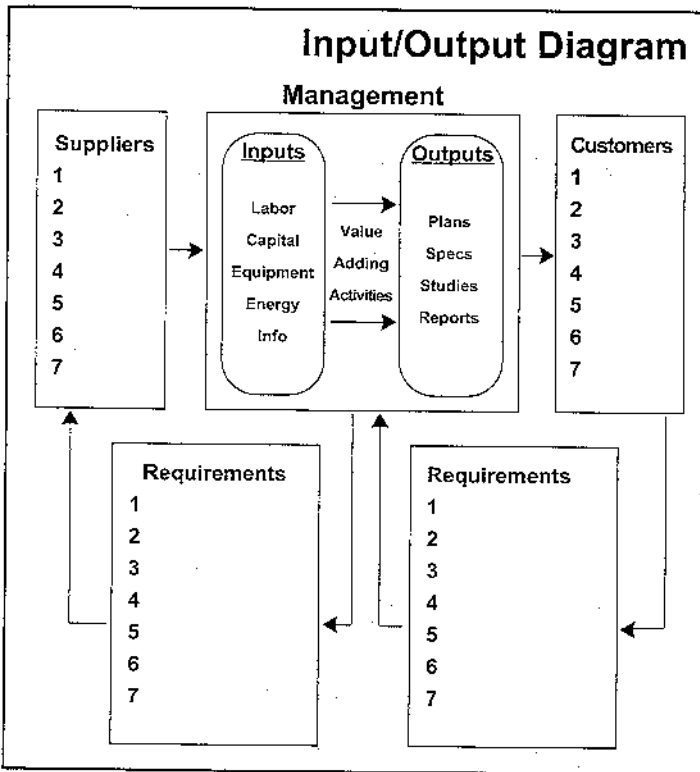 Input/Output Diagram
Management
Suppliers
1
2
3
4
5
6
7
Inputs
Labor
Capital
Equipment
Energy
Info
Value
Adding
Activities
Outputs
Plans
Specs
Studies
Reports
Customers
1
2
3
4
5
6
7
Requirements
1
2
3
4
5
6
7
Requirements
1
2
3
4
5
6
7